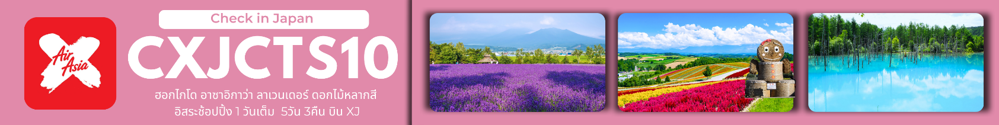 Air
Asia
Check in Japan
CXJCTS10
ฮอกไกโด อาซาฮิกาว่า ลาเวนเดอร์ ดอกไม้หลากสี
อิสระช้อปปิ้ง 1 วันเต็ม 5วัน 3คืน บิน XJ